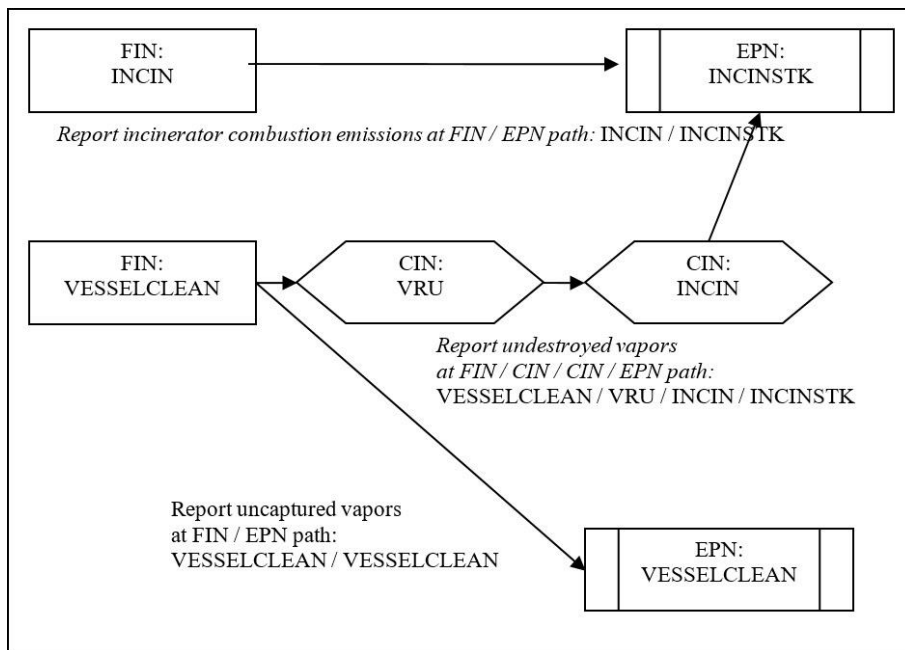 FIN:
INCIN
EPN:
INCINSTK
Report incinerator combustion emissions at FIN / EPN path: INCIN / INCINSTK
FIN:
VESSELCLEAN
CIN:
VRU
CIN:
INCIN
Report undestroyed vapors
at FIN / CIN / CIN / EPN path:
VESSELCLEAN / VRU / INCIN / INCINSTK
Report uncaptured vapors
at FIN / EPN path:
VESSELCLEAN / VESSELCLEAN
EPN:
VESSELCLEAN